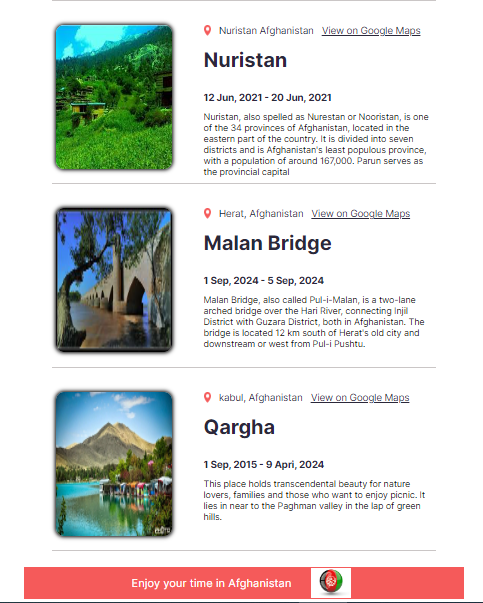 Nuristan Afghanistan View on Google Maps
Nuristan
12 Jun, 2021 - 20 Jun, 2021
Nuristan, also spelled as Nurestan or Nooristan, is one
of the 34 provinces of Afghanistan, located in the
eastern part of the country. It is divided into seven
districts and is Afghanistan's least populous province,
with a population of around 167,000. Parun serves as
the provincial capital
Herat, Afghanistan View on Google Maps
Malan Bridge
1 Sep, 2024 - 5 Sep, 2024
Malan Bridge, also called Pul-i-Malan, is a two-lane
arched bridge over the Hari River, connecting Injil
District with Guzara District, both in Afghanistan. The
bridge is located 12 km south of Herat's old city and
downstream or west from Pul-i Pushtu.
kabul, Afghanistan View on Google Maps
Qargha
1 Sep, 2015 - 9 Apri, 2024
This place holds transcendental beauty for nature
lovers, families and those who want to enjoy picnic. It
lies in near to the Paghman valley in the lap of green
hills.
Enjoy your time in Afghanistan